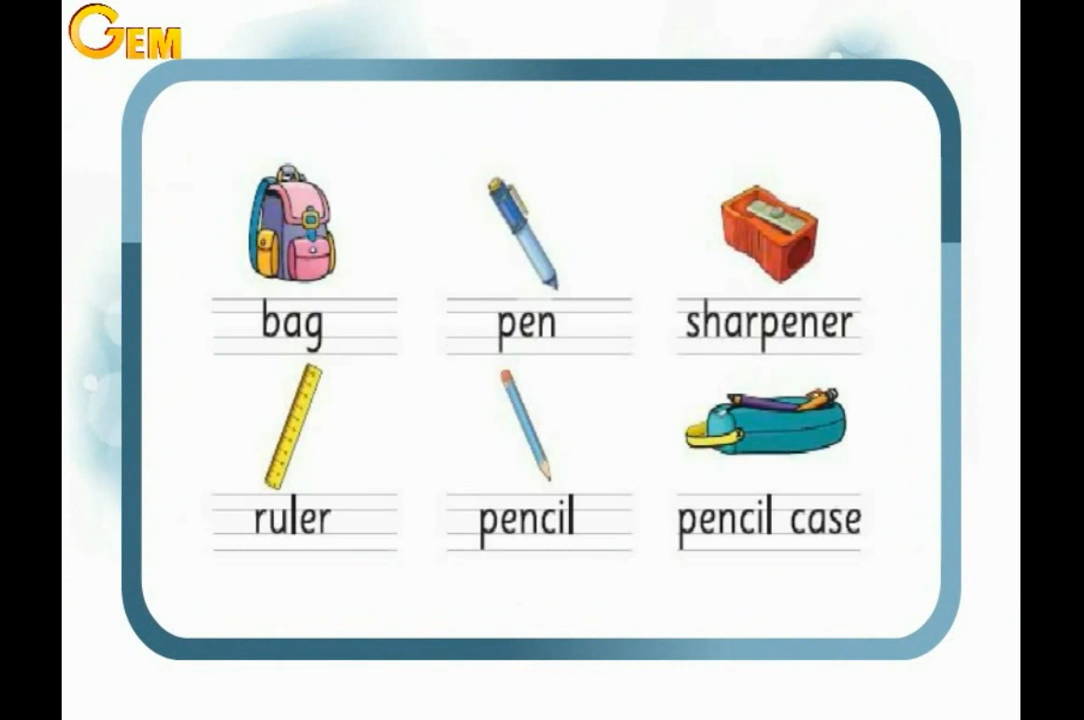 GEM
bag
pen
sharpener
ruler
pencil
pencil case